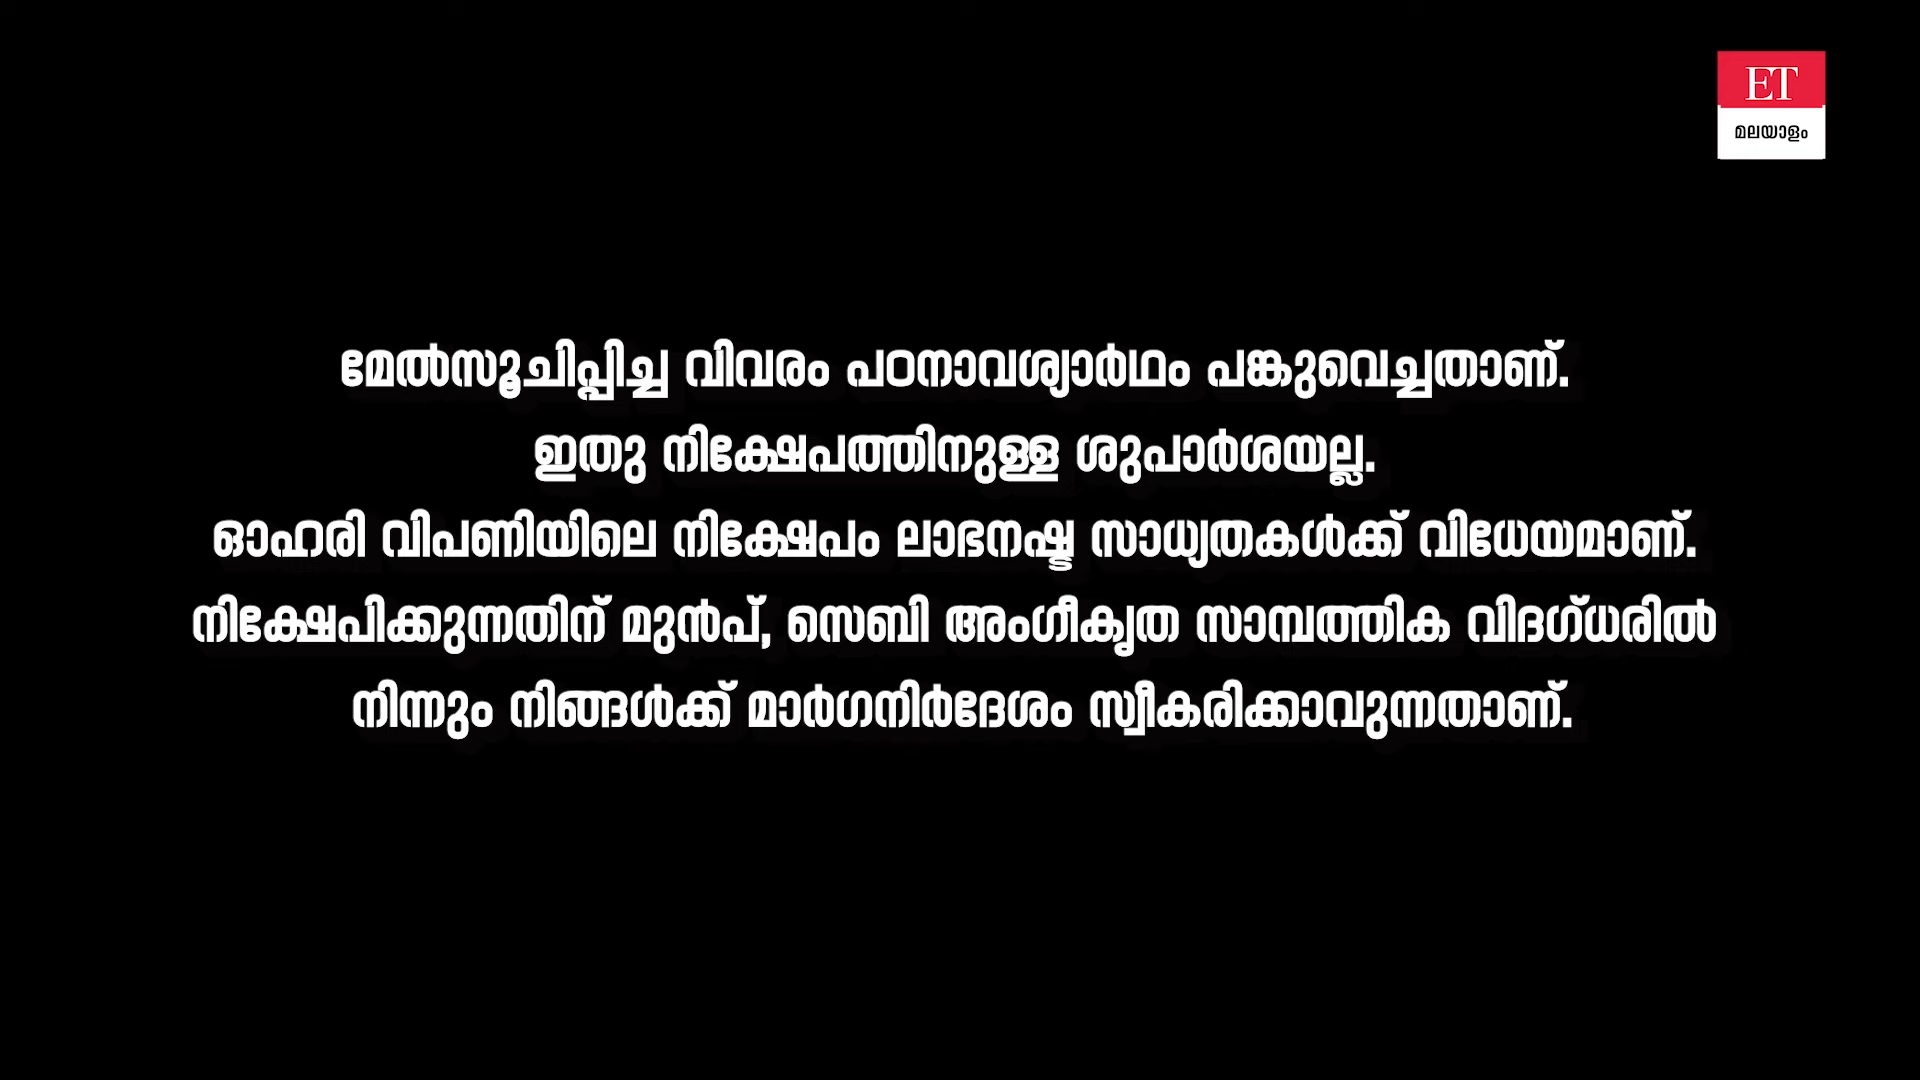 ET
മലയാളം
മേൽസൂചിപ്പിച്ച വിവരം പഠനാവശ്യാർഥം പങ്കുവെച്ചതാണ്.
ഇതു നിക്ഷേപത്തിനുള്ള ശുപാർശയല്ല.
ഓഹരി വിപണിയിലെ നിക്ഷേപം ലാഭനഷ്ട സാധ്യതകൾക്ക് വിധേയമാണ്.
നിക്ഷേപിക്കുന്നതിന് മുൻപ്, സെബി അംഗീകൃത സാമ്പത്തിക വിദഗ്ധരിൽ
നിന്നും നിങ്ങൾക്ക് മാർഗനിർദേശം സ്വീകരിക്കാവുന്നതാണ്.